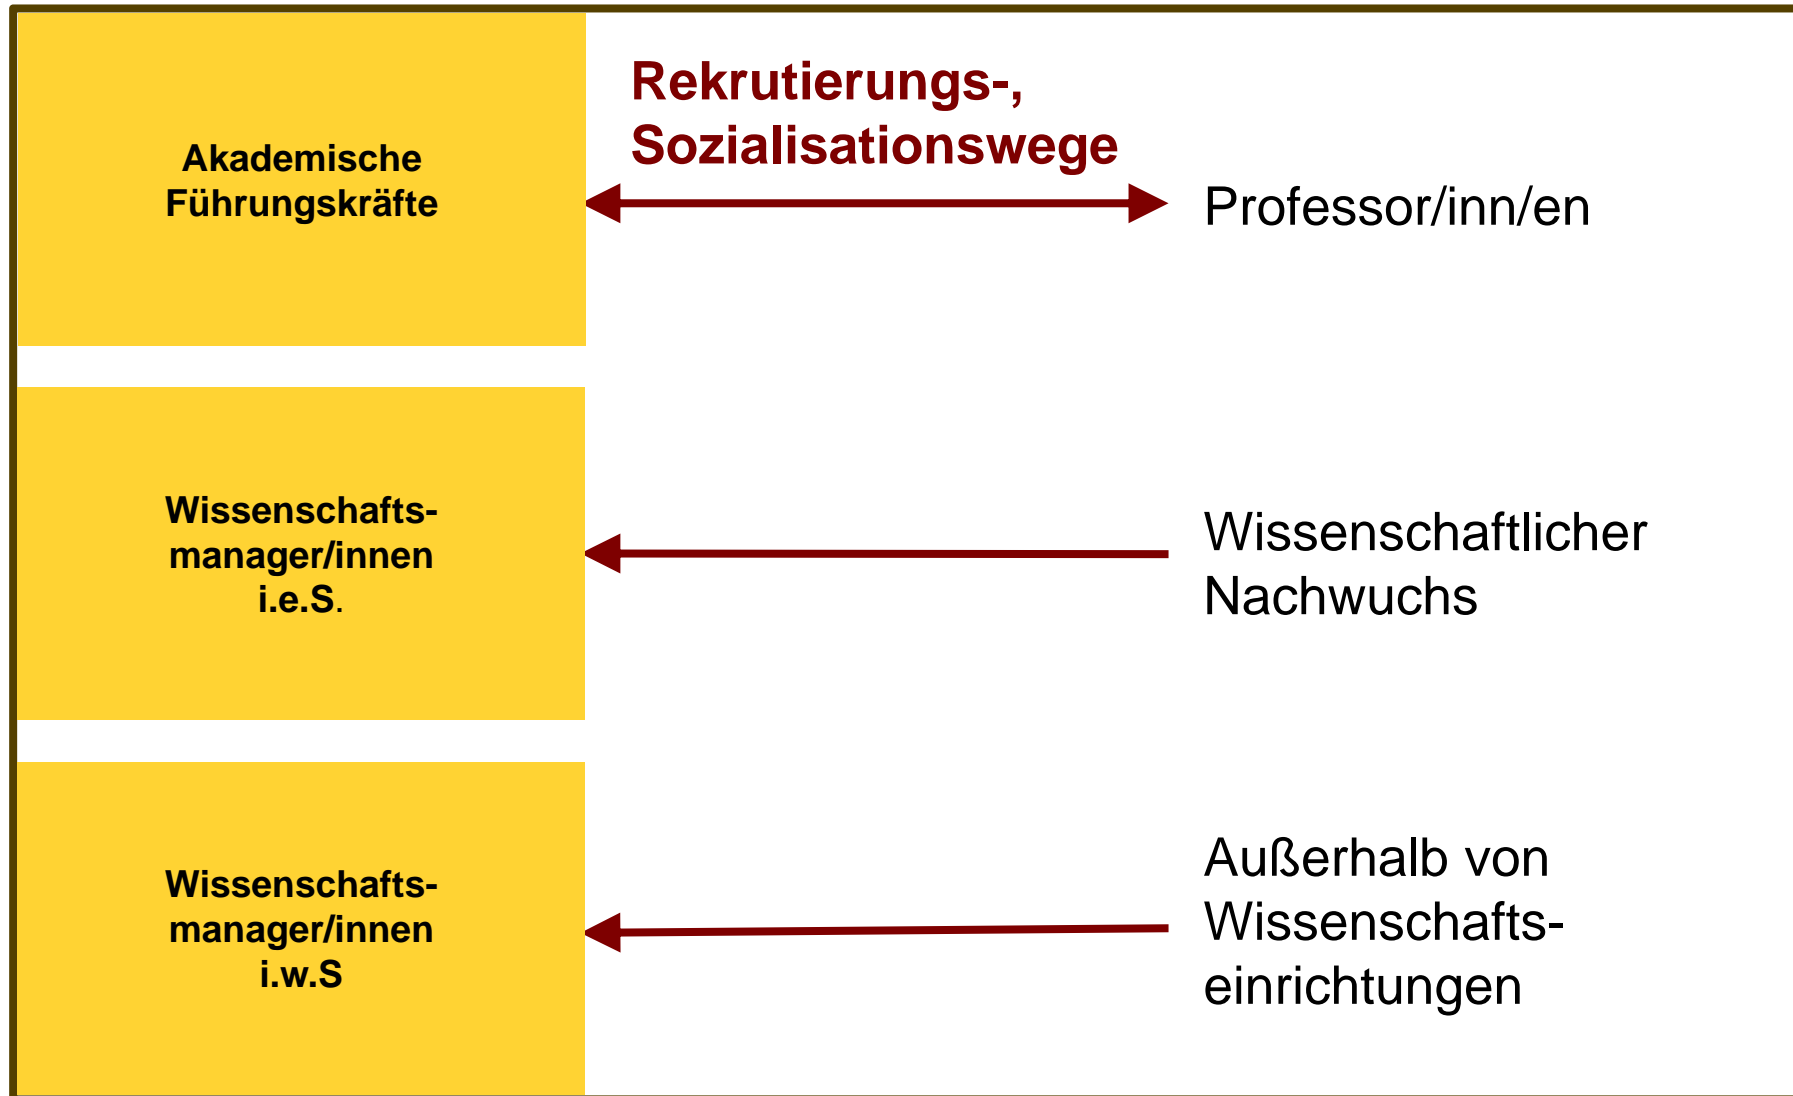 Rekrutierungs-,
Sozialisationswege
Akademische
Führungskräfte
Professor/inn/en
Wissenschafts-
manager/innen
i.e.S.
Wissenschaftlicher
Nachwuchs
Wissenschafts-
manager/innen
i.w.S
Außerhalb von
Wissenschafts-
einrichtungen